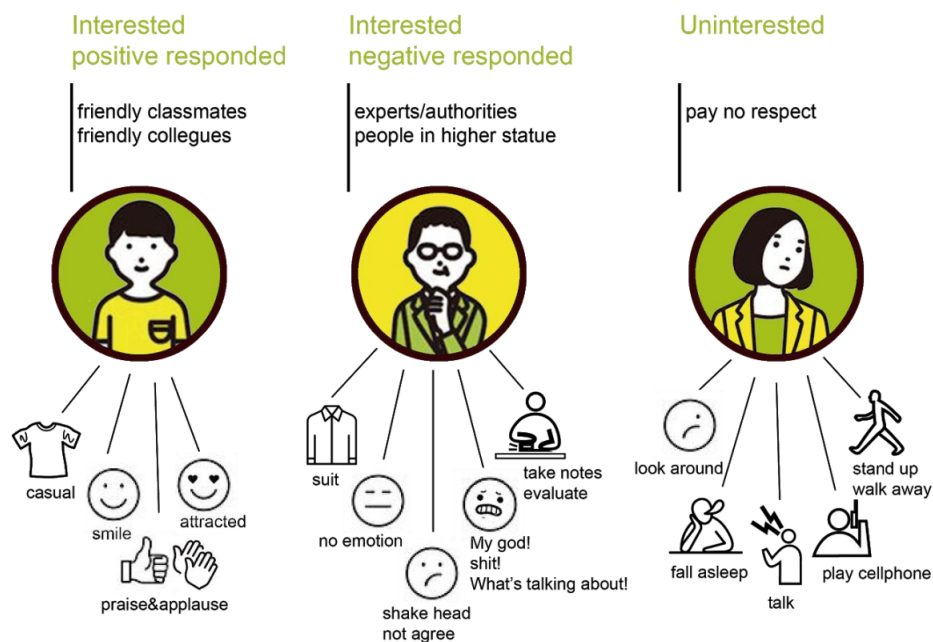 Interested
positive responded
friendly classmates
friendly collegues
casual
smile
attracted
praise&applause
Interested
negative responded
experts/authorities
people in higher statue
suit
no emotion
shake head
not agree
My god!
shit!
What's talking about!
take notes
evaluate
Uninterested
pay no respect
look around
fall asleep
talk
play cellphone
stand up
walk away